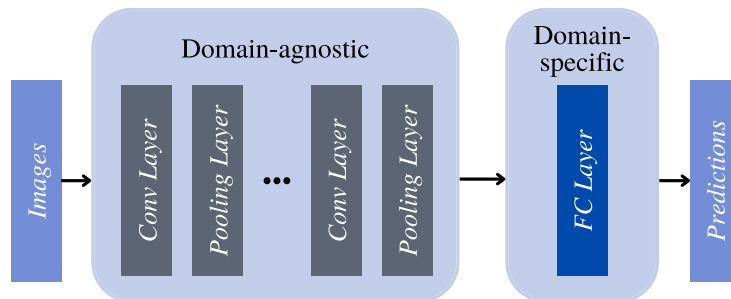 Domain-agnostic
Domain-
specific
Images
Conv Layer
Pooling Layer
...
Conv Layer
Pooling Layer
FC Layer
Predictions